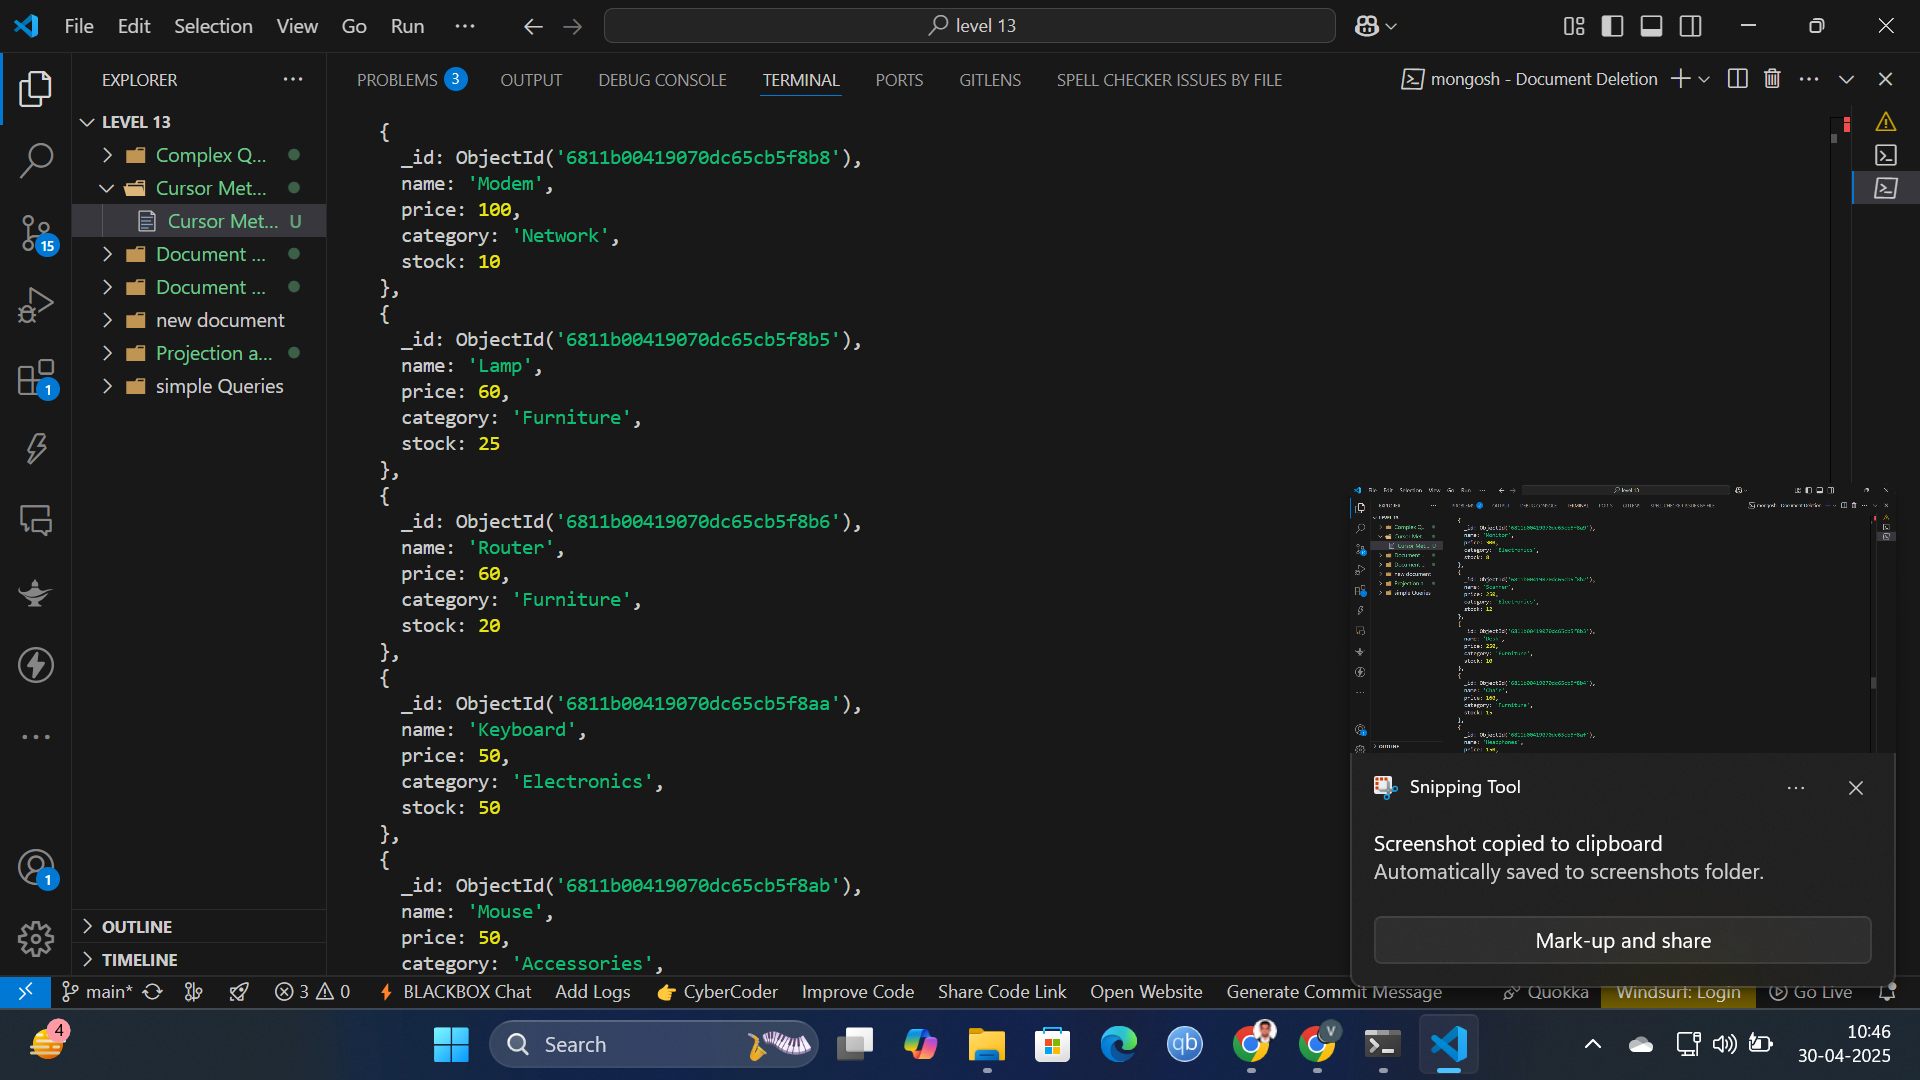 File Edit Selection View Go Run ···
level 13
EXPLORER ···
LEVEL 13
Complex Q...
Cursor Met...
Cursor Met... U
Document ...
Document ...
new document
Projection a...
simple Queries
OUTLINE
TIMELINE
15
1
1
PROBLEMS 3 OUTPUT DEBUG CONSOLE TERMINAL PORTS GITLENS SPELL CHECKER ISSUES BY FILE
mongosh - Document Deletion
{
_id: ObjectId('6811b00419070dc65cb5f8b8'),
name: 'Modem',
price: 100,
category: 'Network',
stock: 10
},
{
_id: ObjectId('6811b00419070dc65cb5f8b5'),
name: 'Lamp',
price: 60,
category: 'Furniture',
stock: 25
},
{
_id: ObjectId('6811b00419070dc65cb5f8b6'),
name: 'Router',
price: 60,
category: 'Furniture',
stock: 20
},
{
_id: ObjectId('6811b00419070dc65cb5f8aa'),
name: 'Keyboard',
price: 50,
category: 'Electronics',
stock: 50
},
{
_id: ObjectId('6811b00419070dc65cb5f8ab'),
name: 'Mouse',
price: 50,
category: 'Accessories',
Snipping Tool
Screenshot copied to clipboard
Automatically saved to screenshots folder.
Mark-up and share
main* 3 0 BLACKBOX Chat Add Logs CyberCoder Improve Code Share Code Link Open Website Generate Commit Message Quokka Windsurf: Login Go Live
4
Search
qb
V
10:46
30-04-2025